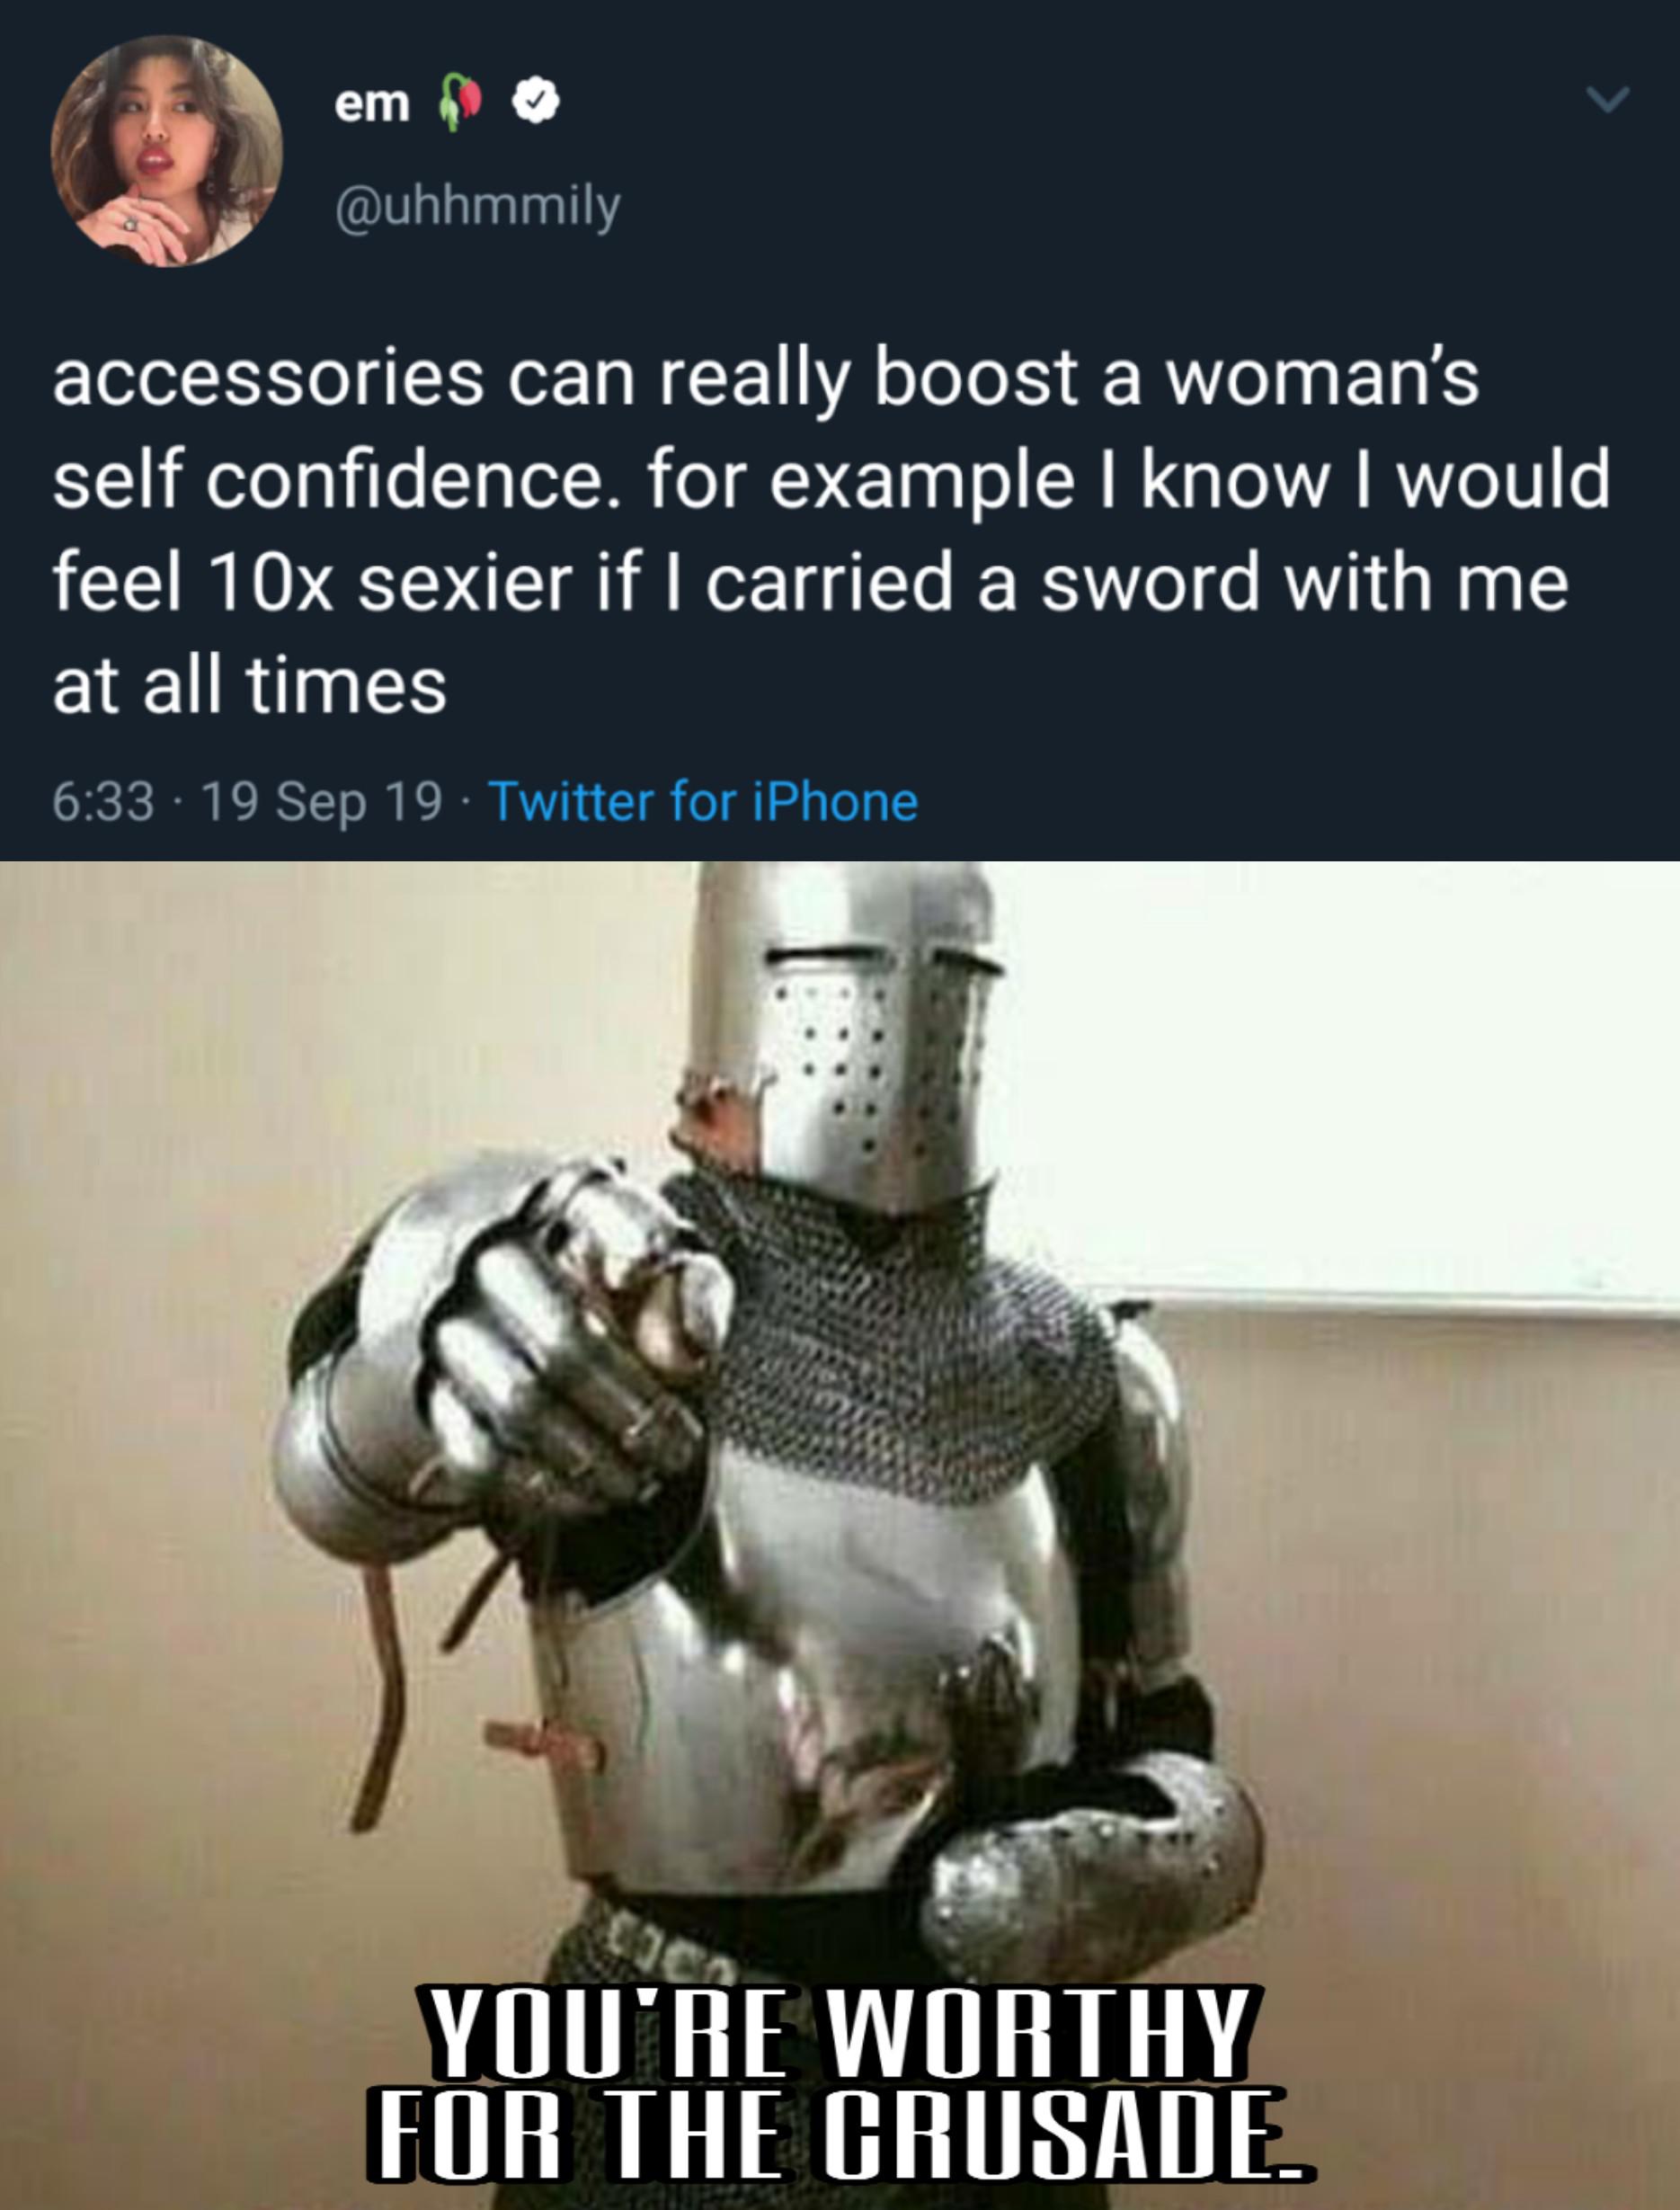 em 🥀
@uhhmmily
accessories can really boost a woman’s
self confidence. for example I know I would
feel 10x sexier if I carried a sword with me
at all times
6:33 · 19 Sep 19 · Twitter for iPhone
YOU'RE WORTHY
FOR THE CRUSADE.